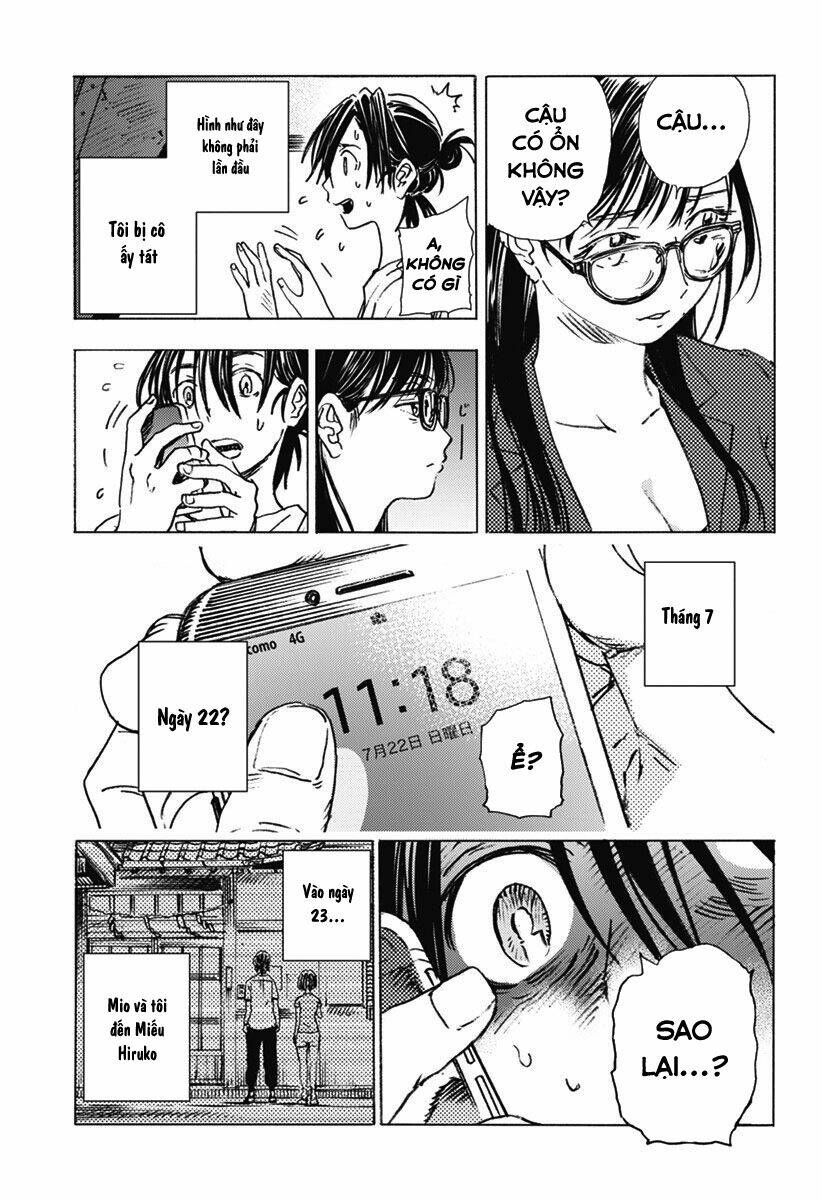 CẬU...
CẬU
CÓ ỔN
KHÔNG
VẬY?
A,
KHÔNG
CÓ GÌ
Hình như đây
không phải
lần đầu
Tôi bị cô
ấy tát
じー
Tháng 7
como 4G
11:18
7月22日 日曜日
Ngày 22?
Ể?
SAO
LẠI...?
Vào ngày
23...
Mio và tôi
đến Miếu
Hiruko